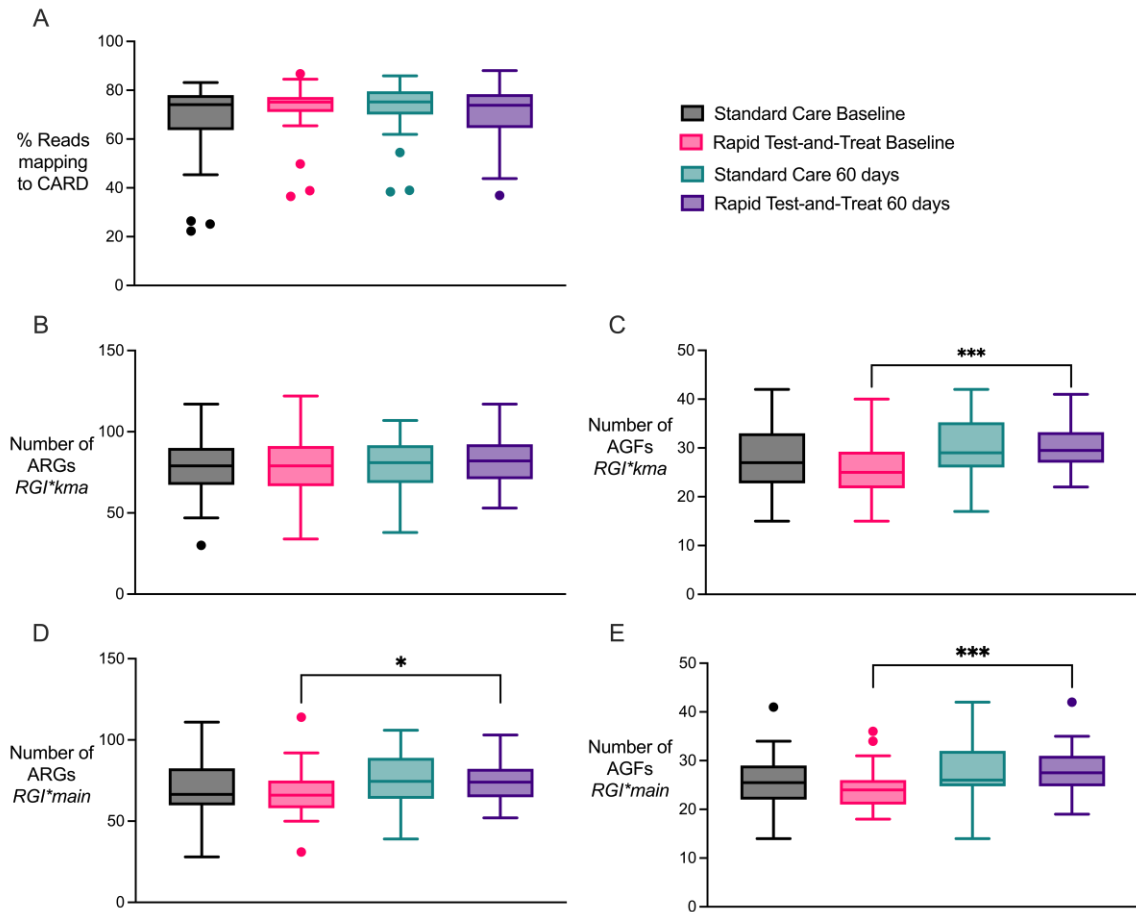 A
100
80
60
40
20
0
% Reads
mapping
to CARD
Standard Care Baseline
Rapid Test-and-Treat Baseline
Standard Care 60 days
Rapid Test-and-Treat 60 days
B
150
100
50
0
Number of
ARGs
RGI*kma
C
50
40
30
20
10
0
Number of
AGFs
RGI*kma
***
D
150
100
50
0
Number of
ARGs
RGI*main
*
E
50
40
30
20
10
0
Number of
AGFs
RGI*main
***